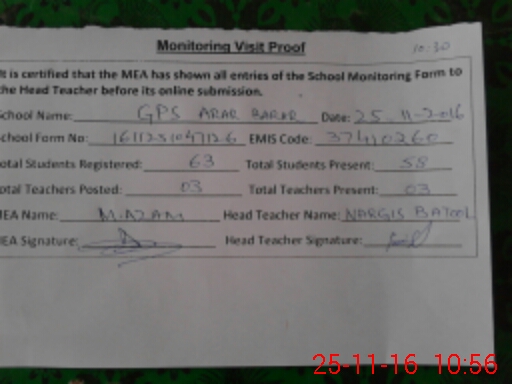 Monitoring Visit Proof
10:30
It is certified that the MEA has shown all entries of the School Monitoring Form to
the Head Teacher before its online submission.
School Name: GPS ARAR BARAR Date: 25-11-2016
School Form No: 1611251047126 EMIS Code: 37410260
Total Students Registered: 63 Total Students Present: 58
Total Teachers Posted: 03 Total Teachers Present: 03
MEA Name: M.AZAM Head Teacher Name: NARGIS BATOOL
MEA Signature: Head Teacher Signature:
25-11-16 10:56